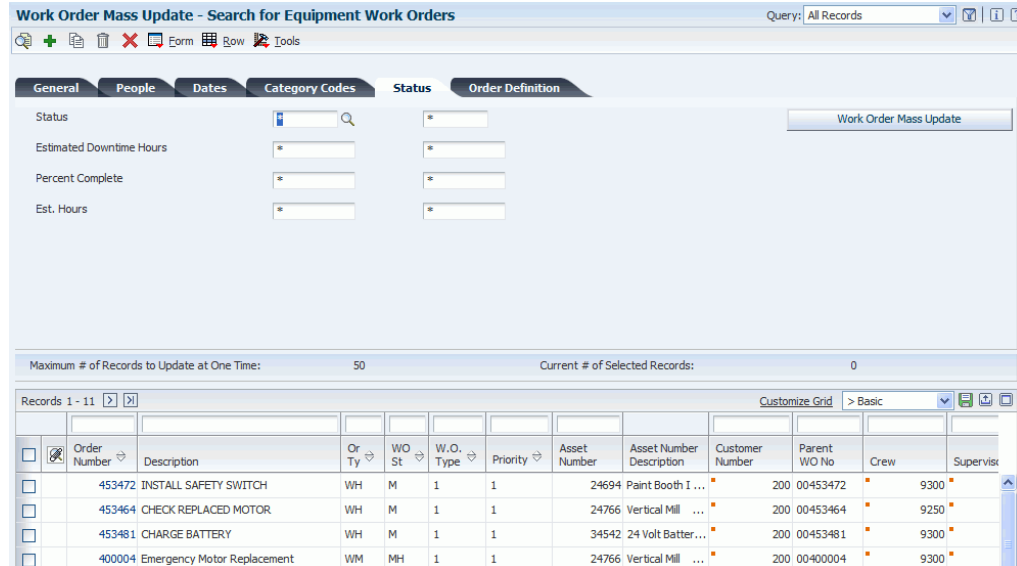 Work Order Mass Update - Search for Equipment Work Orders Query: All Records
Form Row Tools
General People Dates Category Codes Status Order Definition
Status * * Work Order Mass Update
Estimated Downtime Hours * *
Percent Complete * *
Est. Hours * *
Maximum # of Records to Update at One Time: 50 Current # of Selected Records: 0
Records 1 - 11 Customize Grid > Basic
Order Number Description Or Ty WO St W.O. Type Priority Asset Number Asset Number Description Customer Number Parent WO No Crew Superviso
453472 INSTALL SAFETY SWITCH WH M 1 1 24694 Paint Booth I ... 200 00453472 9300
453464 CHECK REPLACED MOTOR WH M 1 1 24766 Vertical Mill ... 200 00453464 9250
453481 CHARGE BATTERY WH M 1 1 34542 24 Volt Batter... 200 00453481 9300
400004 Emergency Motor Replacement WM MH 1 1 24766 Vertical Mill ... 200 00400004 9300